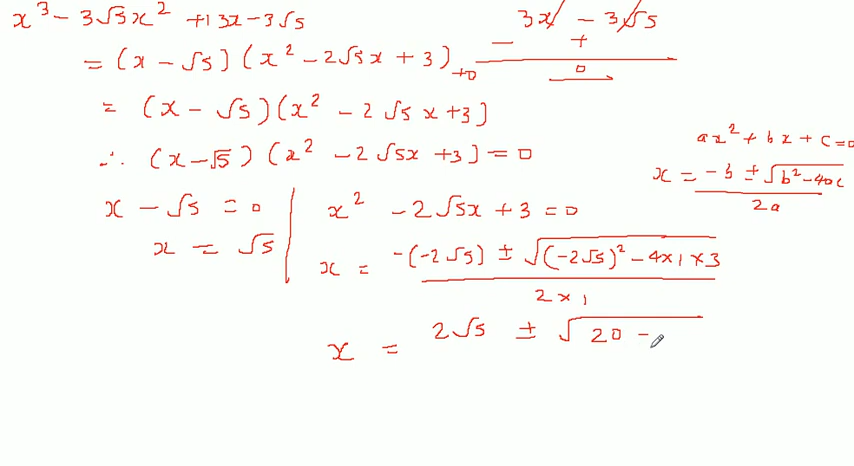 x³ - 3√5x² + 13x - 3√5
3x - 3√5
- +
= (x - √5) (x² - 2√5x + 3) +0
0
= (x - √5) (x² - 2√5x + 3)
ax² + bx + c = 0
∴ (x - √5) (x² - 2√5x + 3) = 0
x = -b ± √b² - 4ac
2a
x - √5 = 0
x² - 2√5x + 3 = 0
x = √5
x = -(-2√5) ± √(-2√5)² - 4×1×3
2×1
x = 2√5 ± √20 -